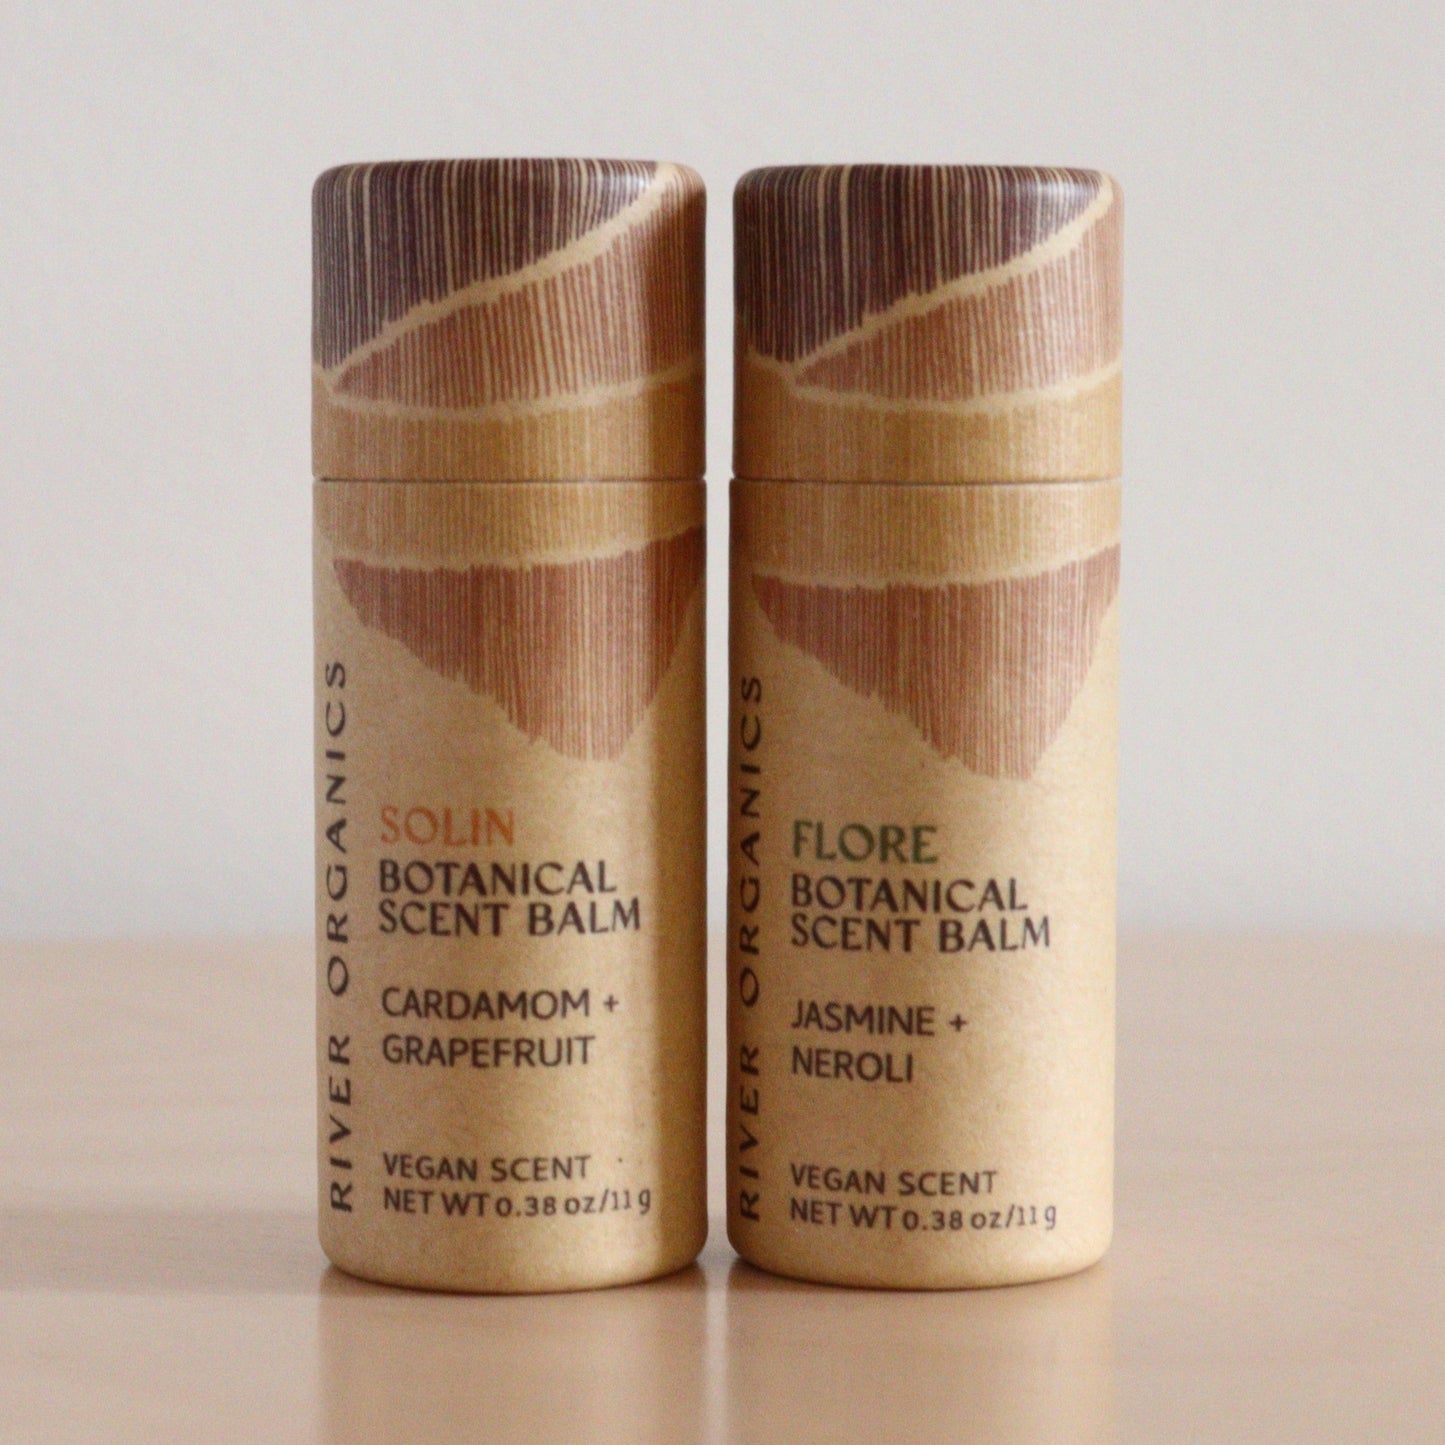 RIVER ORGANICS
SOLIN
BOTANICAL
SCENT BALM
CARDAMOM +
GRAPEFRUIT
VEGAN SCENT
NET WT 0.38 oz/11 g
RIVER ORGANICS
FLORE
BOTANICAL
SCENT BALM
JASMINE +
NEROLI
VEGAN SCENT
NET WT 0.38 oz/11 g